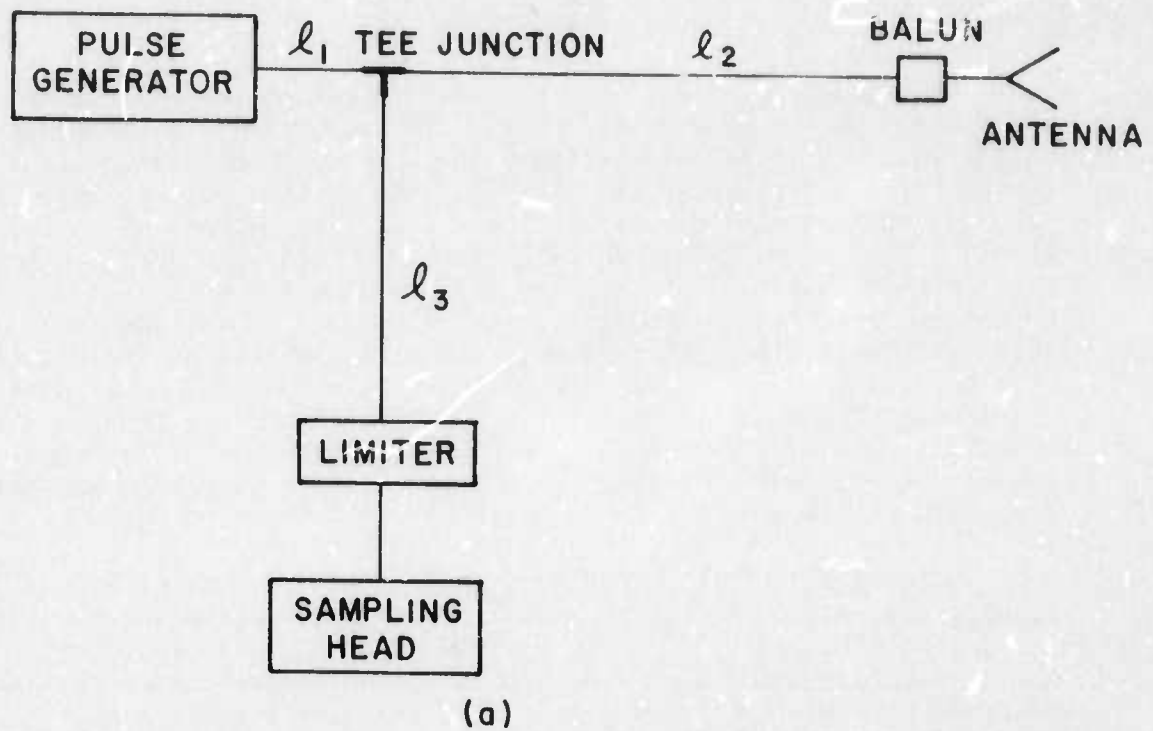 PULSE
GENERATOR
ℓ1 TEE JUNCTION
ℓ2
BALUN
ANTENNA
ℓ3
LIMITER
SAMPLING
HEAD
(a)